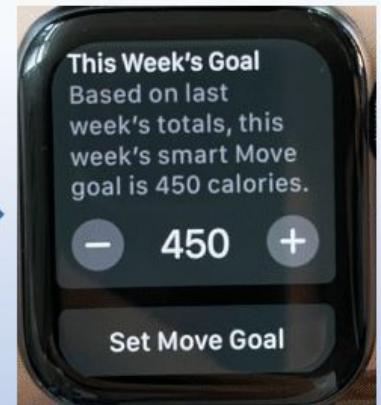 This Week's Goal
Based on last
week's totals, this
week's smart Move
goal is 450 calories.
− 450 +
Set Move Goal